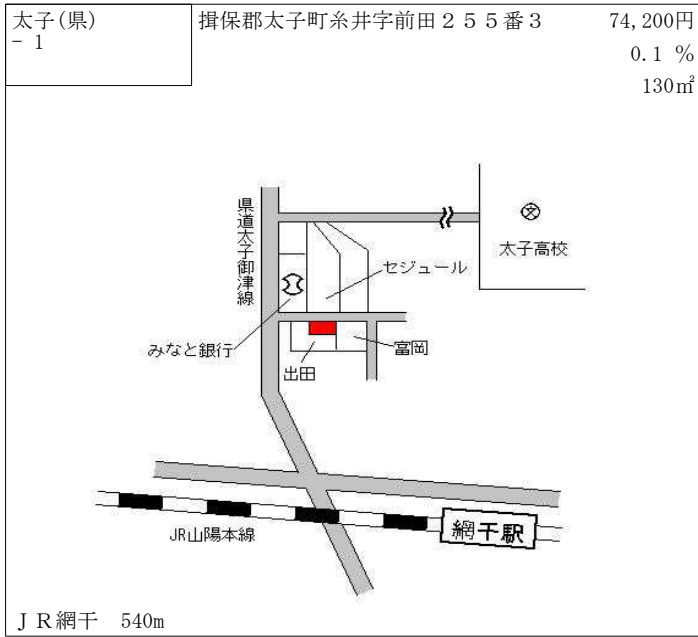 太子(県)
－１
揖保郡太子町糸井字前田２５５番３
74,200円
0.1 %
130㎡
県道太子御津線
文
太子高校
セジュール
みなと銀行
出田
富岡
JR山陽本線
網干駅
ＪＲ網干 540m